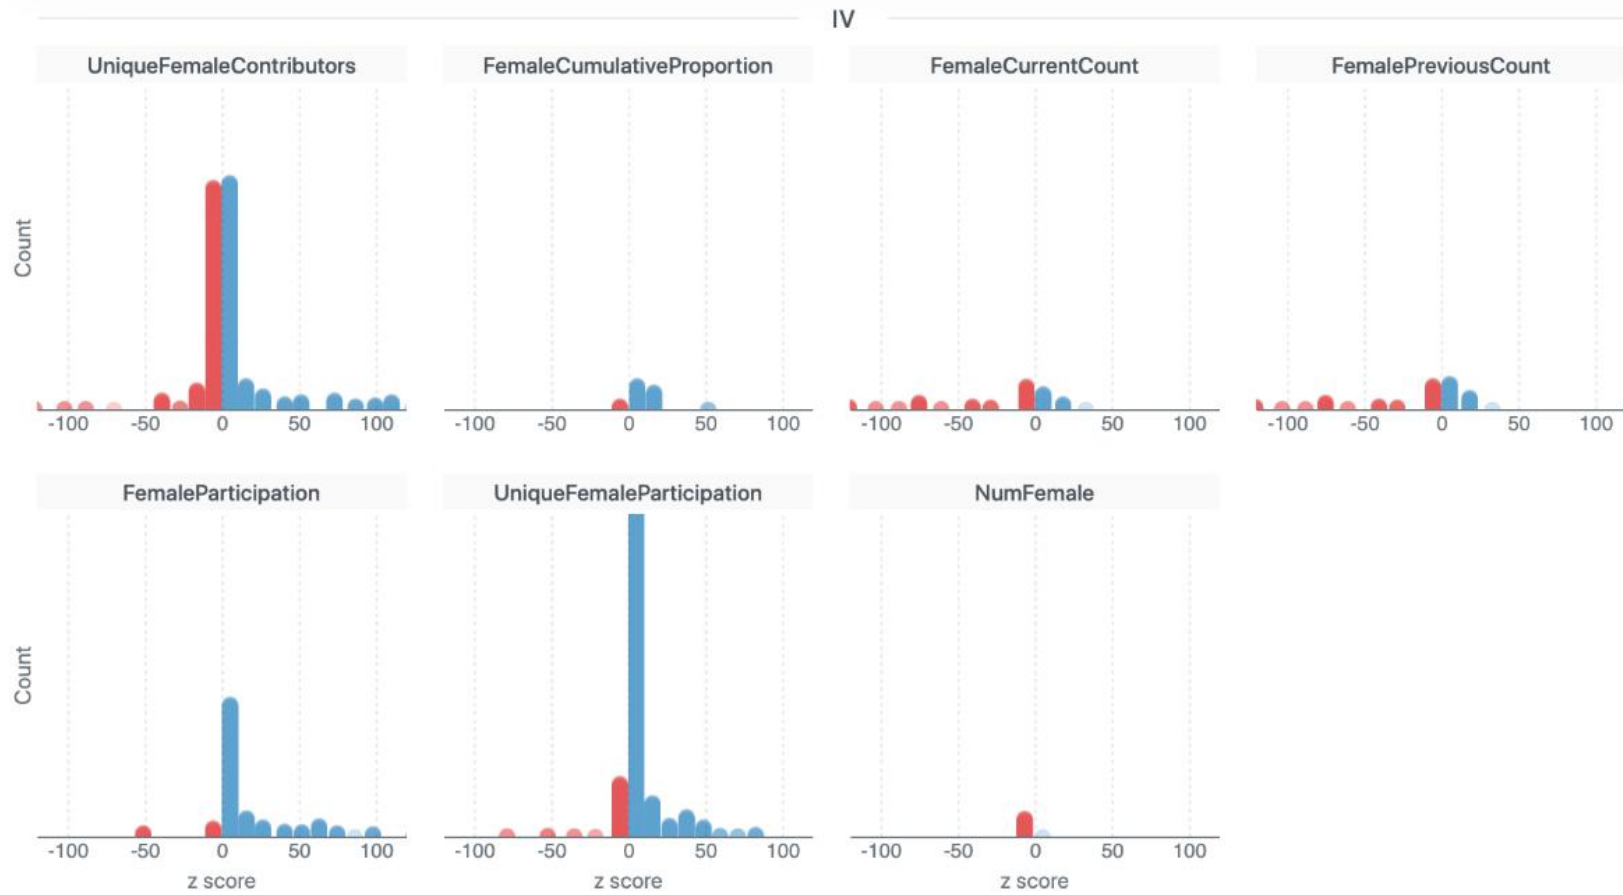 IV
UniqueFemaleContributors FemaleCumulativeProportion FemaleCurrentCount FemalePreviousCount
Count
-100 -50 0 50 100 -100 -50 0 50 100 -100 -50 0 50 100 -100 -50 0 50 100
FemaleParticipation UniqueFemaleParticipation NumFemale
Count
-100 -50 0 50 100 -100 -50 0 50 100 -100 -50 0 50 100
z score z score z score